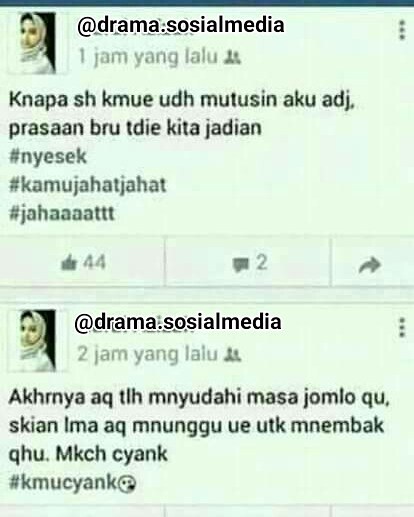 @drama.sosialmedia
1 jam yang lalu
Knapa sh kmue udh mutusin aku adj,
prasaan bru tdie kita jadian
#nyesek
#kamujahatjahat
#jahaaaattt
44
2
@drama.sosialmedia
2 jam yang lalu
Akhrnya aq tlh mnyudahi masa jomlo qu,
skian lma aq mnunggu ue utk mnembak
qhu. Mkch cyank
#kmucyank😘